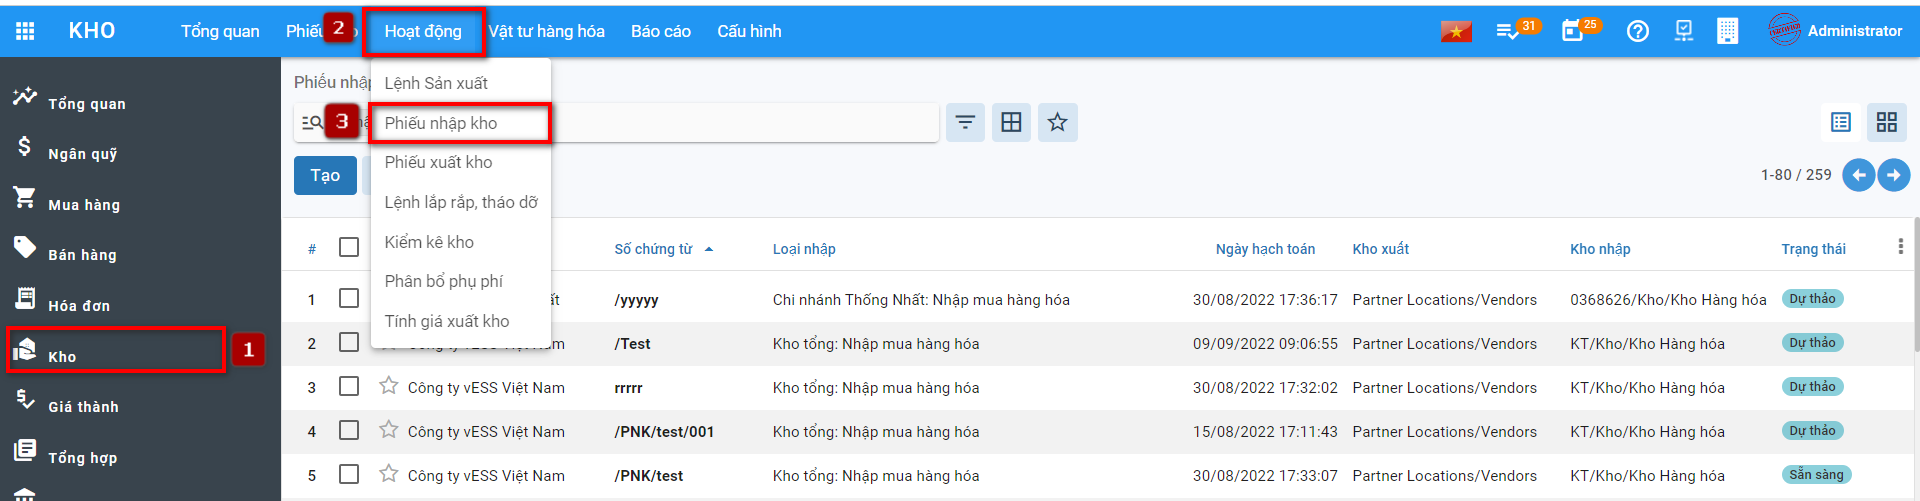 KHO Tổng quan Phiếu 2 Hoạt động Vật tư hàng hóa Báo cáo Cấu hình 31 25 Administrator
Tổng quan
Ngân quỹ
Mua hàng
Bán hàng
Hóa đơn
Kho 1
Giá thành
Tổng hợp
Phiếu nhập
3
Tạo
Lệnh Sản xuất
Phiếu nhập kho
Phiếu xuất kho
Lệnh lắp rắp, tháo dỡ
Kiểm kê kho
Phân bổ phụ phí
Tính giá xuất kho
1-80 / 259
# Số chứng từ Loại nhập Ngày hạch toán Kho xuất Kho nhập Trạng thái
1 /yyyyy Chi nhánh Thống Nhất: Nhập mua hàng hóa 30/08/2022 17:36:17 Partner Locations/Vendors 0368626/Kho/Kho Hàng hóa Dự thảo
2 Công ty vESS Việt Nam /Test Kho tổng: Nhập mua hàng hóa 09/09/2022 09:06:55 Partner Locations/Vendors KT/Kho/Kho Hàng hóa Dự thảo
3 Công ty vESS Việt Nam rrrrr Kho tổng: Nhập mua hàng hóa 30/08/2022 17:32:02 Partner Locations/Vendors KT/Kho/Kho Hàng hóa Dự thảo
4 Công ty vESS Việt Nam /PNK/test/001 Kho tổng: Nhập mua hàng hóa 15/08/2022 17:11:43 Partner Locations/Vendors KT/Kho/Kho Hàng hóa Dự thảo
5 Công ty vESS Việt Nam /PNK/test Kho tổng: Nhập mua hàng hóa 30/08/2022 17:33:07 Partner Locations/Vendors KT/Kho/Kho Hàng hóa Sẵn sàng